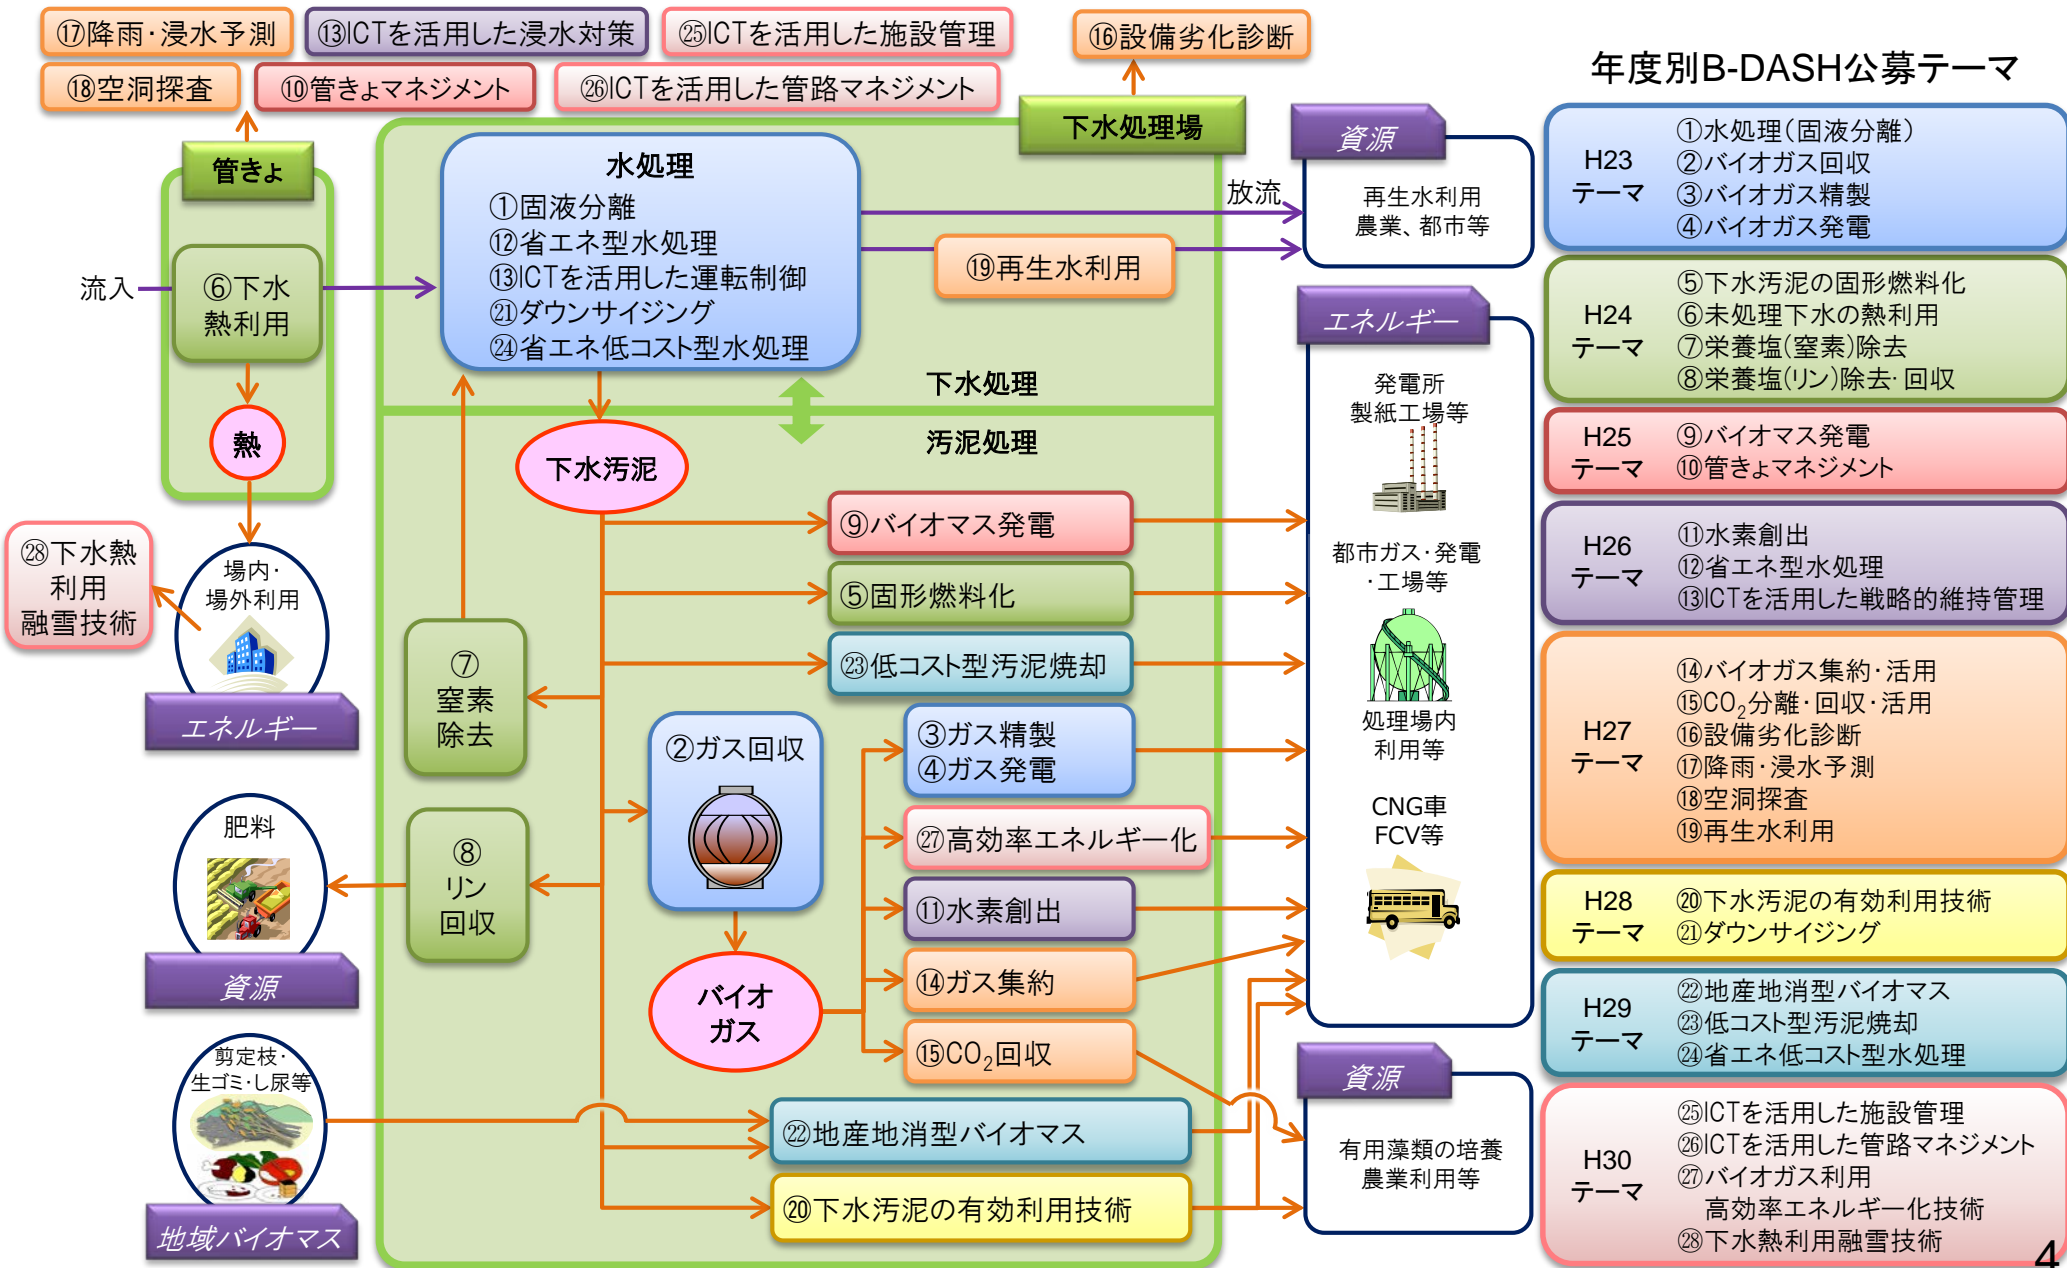 ⑰降雨・浸水予測
⑬ICTを活用した浸水対策
㉕ICTを活用した施設管理
⑯設備劣化診断
⑱空洞探査
⑩管きょマネジメント
㉖ICTを活用した管路マネジメント
管きょ
流入
⑥下水
熱利用
熱
場内・
場外利用
エネルギー
㉘下水熱
利用
融雪技術
肥料
資源
剪定枝・
生ゴミ・し尿等
地域バイオマス
下水処理場
水処理
①固液分離
⑫省エネ型水処理
⑬ICTを活用した運転制御
㉑ダウンサイジング
㉔省エネ低コスト型水処理
下水処理
汚泥処理
下水汚泥
⑦
窒素
除去
⑧
リン
回収
⑨バイオマス発電
⑤固形燃料化
㉓低コスト型汚泥焼却
②ガス回収
バイオ
ガス
③ガス精製
④ガス発電
㉗高効率エネルギー化
⑪水素創出
⑭ガス集約
⑮CO₂回収
㉒地産地消型バイオマス
⑳下水汚泥の有効利用技術
放流
⑲再生水利用
資源
再生水利用
農業、都市等
エネルギー
発電所
製紙工場等
都市ガス・発電
・工場等
処理場内
利用等
CNG車
FCV等
資源
有用藻類の培養
農業利用等
年度別B-DASH公募テーマ
H23
テーマ
①水処理（固液分離）
②バイオガス回収
③バイオガス精製
④バイオガス発電
H24
テーマ
⑤下水汚泥の固形燃料化
⑥未処理下水の熱利用
⑦栄養塩(窒素)除去
⑧栄養塩(リン)除去・回収
H25
テーマ
⑨バイオマス発電
⑩管きょマネジメント
H26
テーマ
⑪水素創出
⑫省エネ型水処理
⑬ICTを活用した戦略的維持管理
H27
テーマ
⑭バイオガス集約・活用
⑮CO₂分離・回収・活用
⑯設備劣化診断
⑰降雨・浸水予測
⑱空洞探査
⑲再生水利用
H28
テーマ
⑳下水汚泥の有効利用技術
㉑ダウンサイジング
H29
テーマ
㉒地産地消型バイオマス
㉓低コスト型汚泥焼却
㉔省エネ低コスト型水処理
H30
テーマ
㉕ICTを活用した施設管理
㉖ICTを活用した管路マネジメント
㉗バイオガス利用
高効率エネルギー化技術
㉘下水熱利用融雪技術
4